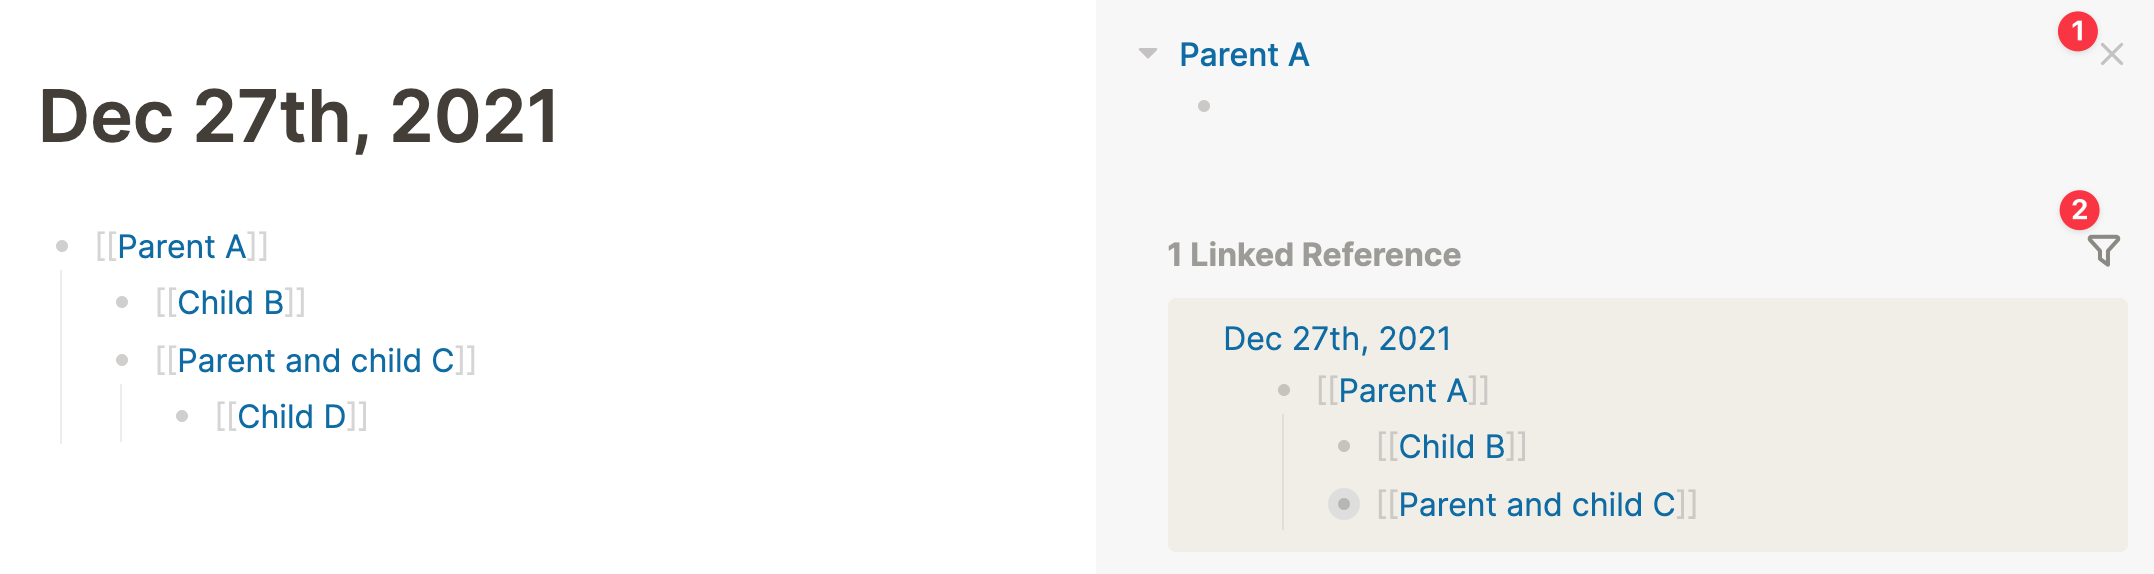 Dec 27th, 2021
[[Parent A]]
[[Child B]]
[[Parent and child C]]
[[Child D]]
1
Parent A
2
1 Linked Reference
Dec 27th, 2021
[[Parent A]]
[[Child B]]
[[Parent and child C]]